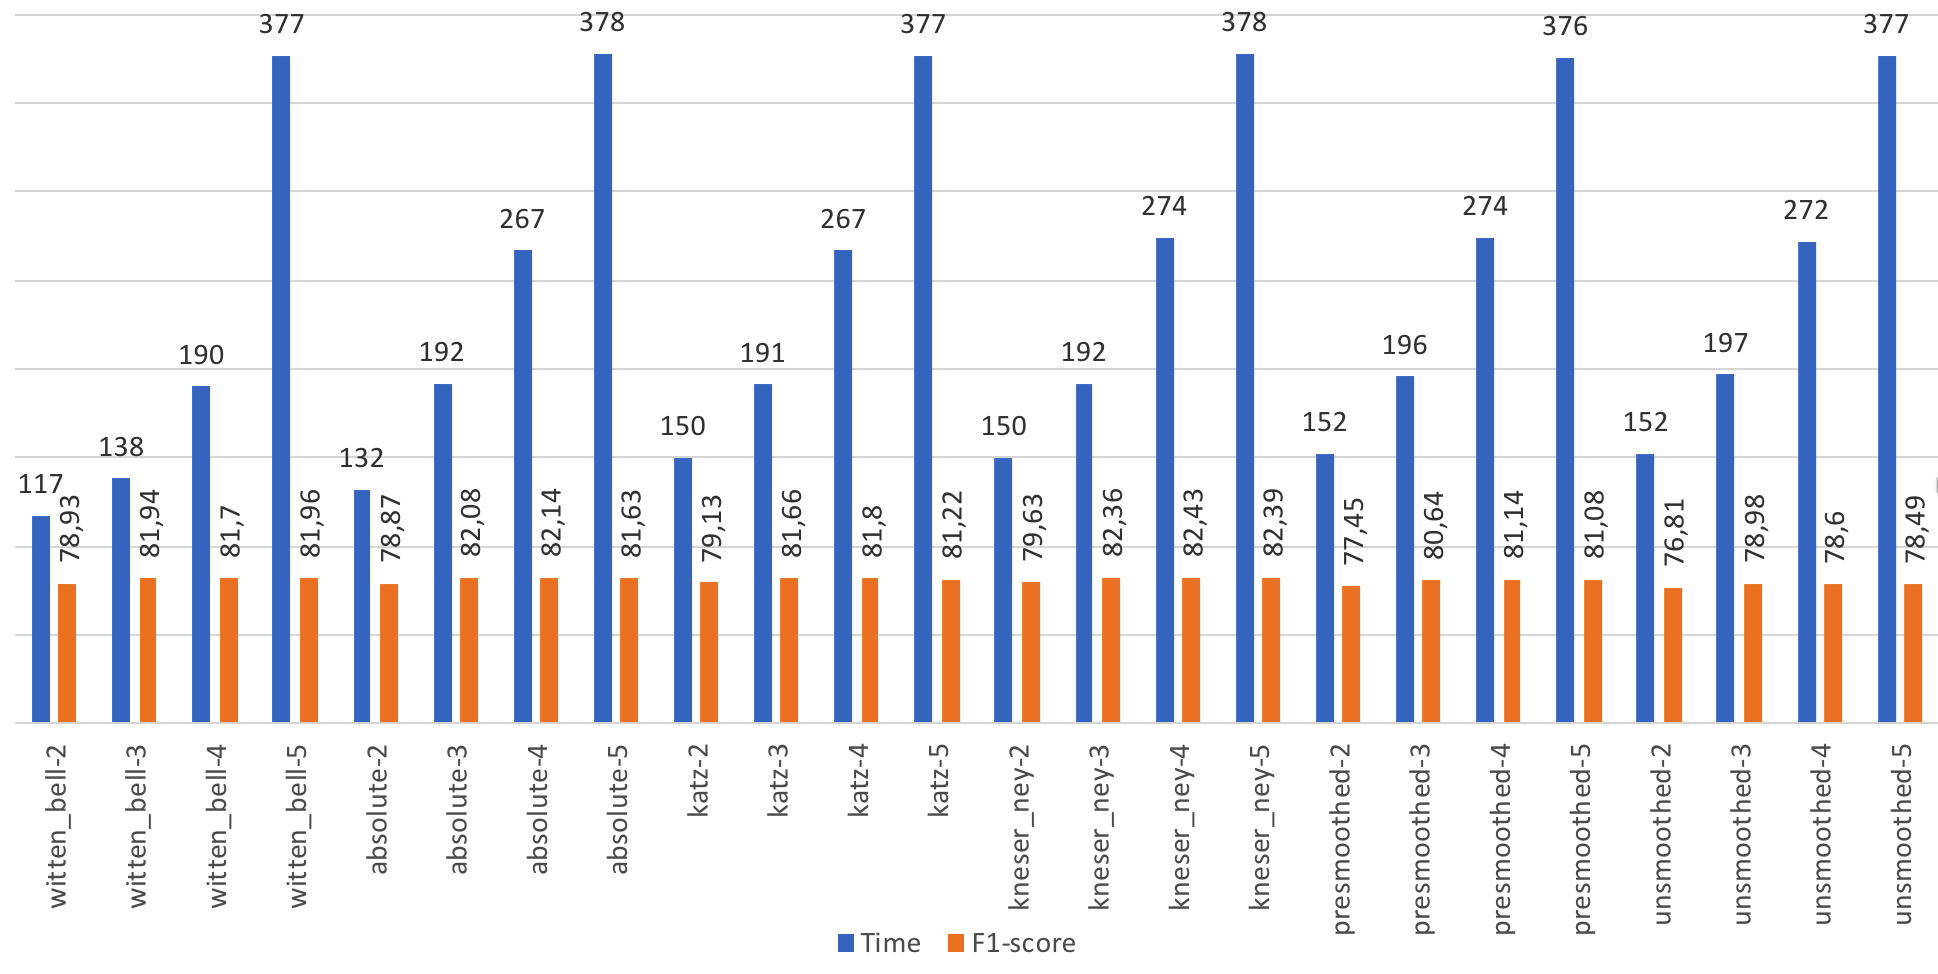 377
378
377
378
376
377
267
267
274
274
272
190
192
191
192
196
197
117
138
132
150
150
152
152
78,93
81,94
81,7
81,96
78,87
82,08
82,14
81,63
79,13
81,66
81,8
81,22
79,63
82,36
82,43
82,39
77,45
80,64
81,14
81,08
76,81
78,98
78,6
78,49
witten_bell-2
witten_bell-3
witten_bell-4
witten_bell-5
absolute-2
absolute-3
absolute-4
absolute-5
katz-2
katz-3
katz-4
katz-5
kneser_ney-2
kneser_ney-3
kneser_ney-4
kneser_ney-5
presmoothed-2
presmoothed-3
presmoothed-4
presmoothed-5
unsmoothed-2
unsmoothed-3
unsmoothed-4
unsmoothed-5
Time F1-score